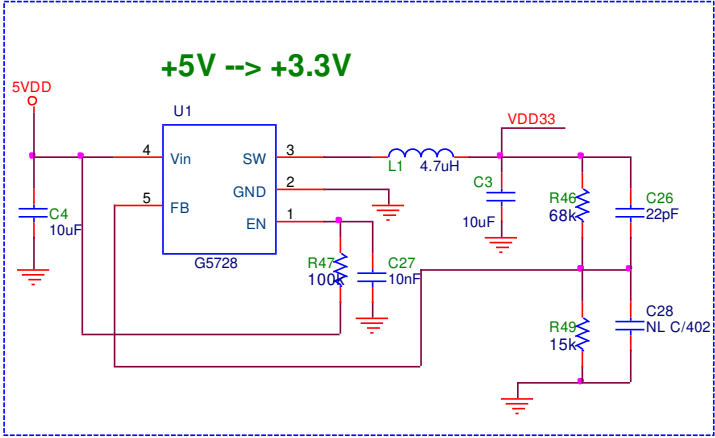 +5V --> +3.3V
5VDD
U1
VDD33
4
Vin
SW
3
L1
4.7uH
GND
2
C3
10uF
R46
68k
C26
22pF
5
FB
EN
1
C4
10uF
G5728
R47
100k
C27
10nF
R49
15k
C28
NL C/402